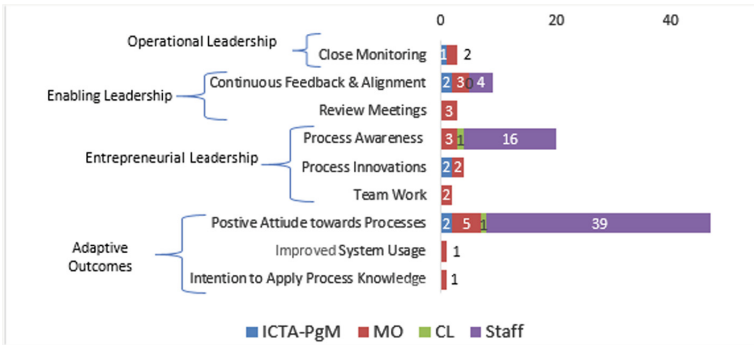 0 20 40
Operational Leadership
Close Monitoring 1 2
Enabling Leadership
Continuous Feedback & Alignment 2 3 0 4
Review Meetings 3
Entrepreneurial Leadership
Process Awareness 3 1 16
Process Innovations 2 2
Team Work 2
Adaptive
Outcomes
Postive Attiude towards Processes 2 5 1 39
Improved System Usage 1
Intention to Apply Process Knowledge 1
ICTA-PgM MO CL Staff